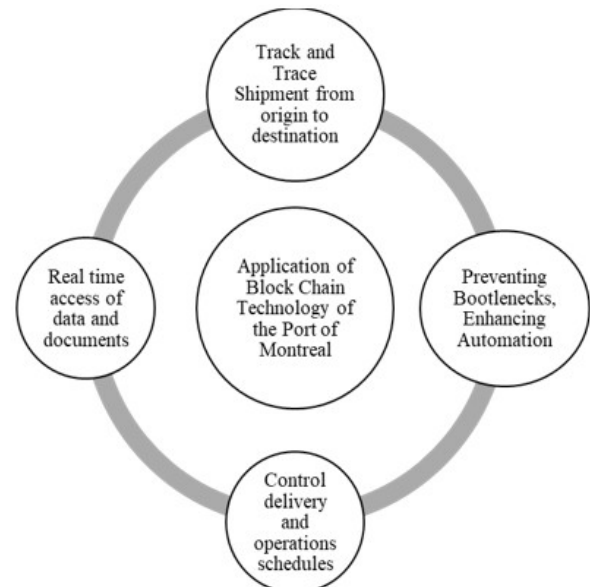 Track and
Trace
Shipment from
origin to
destination
Real time
access of
data and
documents
Application of
Block Chain
Technology of
the Port of
Montreal
Preventing
Bootlenecks,
Enhancing
Automation
Control
delivery
and
operations
schedules